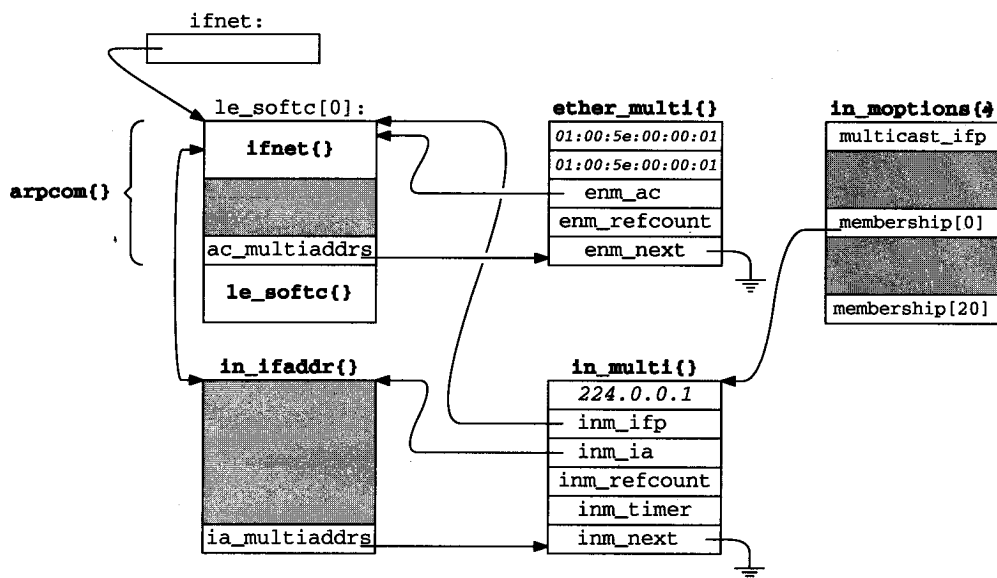 ifnet:
le_softc[0]:
ifnet{}
arpcom{}
ac_multiaddrs
le_softc{}
ether_multi{}
01:00:5e:00:00:01
01:00:5e:00:00:01
enm_ac
enm_refcount
enm_next
in_moptions{}
multicast_ifp
membership[0]
membership[20]
in_ifaddr{}
ia_multiaddrs
in_multi{}
224.0.0.1
inm_ifp
inm_ia
inm_refcount
inm_timer
inm_next